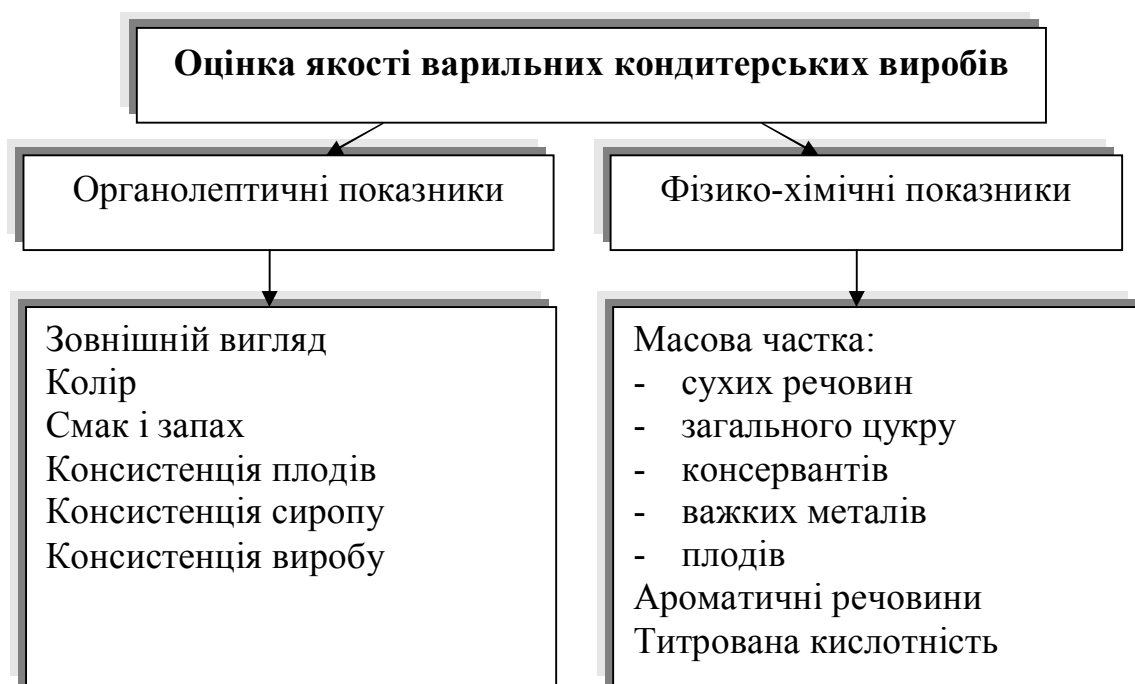 Оцінка якості варильних кондитерських виробів
Органолептичні показники
Фізико-хімічні показники
Зовнішній вигляд
Колір
Смак і запах
Консистенція плодів
Консистенція сиропу
Консистенція виробу
Масова частка:
- сухих речовин
- загального цукру
- консервантів
- важких металів
- плодів
Ароматичні речовини
Титрована кислотність